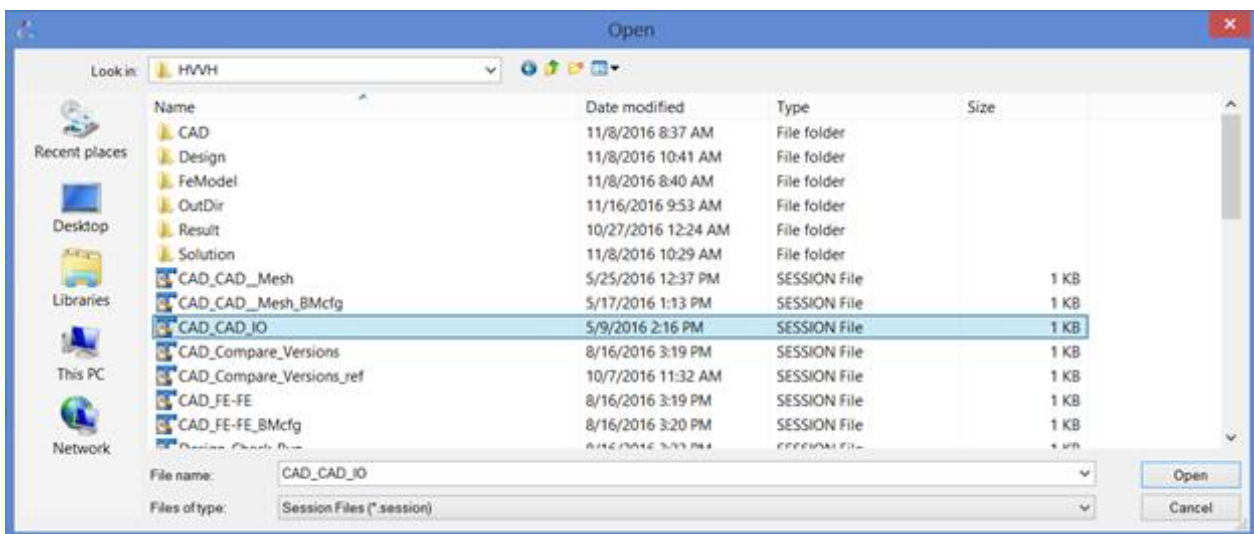 Open
Look in: HVVH
Name Date modified Type Size
CAD 11/8/2016 8:37 AM File folder
Recent places
Design 11/8/2016 10:41 AM File folder
FeModel 11/8/2016 8:40 AM File folder
OutDir 11/16/2016 9:53 AM File folder
Desktop
Result 10/27/2016 12:24 AM File folder
Solution 11/8/2016 10:29 AM File folder
CAD_CAD__Mesh 5/25/2016 12:37 PM SESSION File 1 KB
Libraries
CAD_CAD__Mesh_BMcfg 5/17/2016 1:13 PM SESSION File 1 KB
CAD_CAD_IO 5/9/2016 2:16 PM SESSION File 1 KB
CAD_Compare_Versions 8/16/2016 3:19 PM SESSION File 1 KB
This PC
CAD_Compare_Versions_ref 10/7/2016 11:32 AM SESSION File 1 KB
CAD_FE-FE 8/16/2016 3:19 PM SESSION File 1 KB
CAD_FE-FE_BMcfg 8/16/2016 3:20 PM SESSION File 1 KB
Network
File name: CAD_CAD_IO Open
Files of type: Session Files (*.session) Cancel